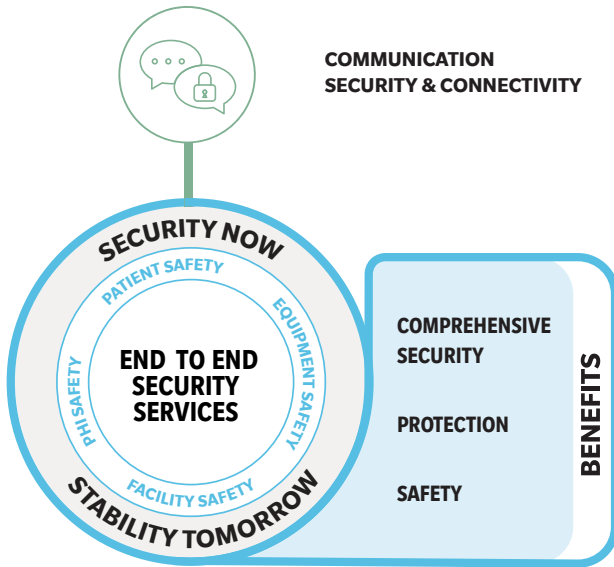 COMMUNICATION
SECURITY & CONNECTIVITY
SECURITY NOW
PATIENT SAFETY
EQUIPMENT SAFETY
PHI SAFETY
END TO END
SECURITY
SERVICES
FACILITY SAFETY
STABILITY TOMORROW
COMPREHENSIVE
SECURITY
PROTECTION
SAFETY
BENEFITS